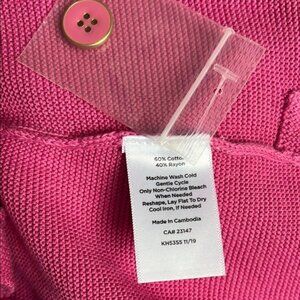 60% Cotton
40% Rayon
Machine Wash Cold
Gentle Cycle
Only Non-Chlorine Bleach
When Needed
Reshape, Lay Flat To Dry
Cool Iron, If Needed
Made in Cambodia
CA# 23147
KH5355 11/19